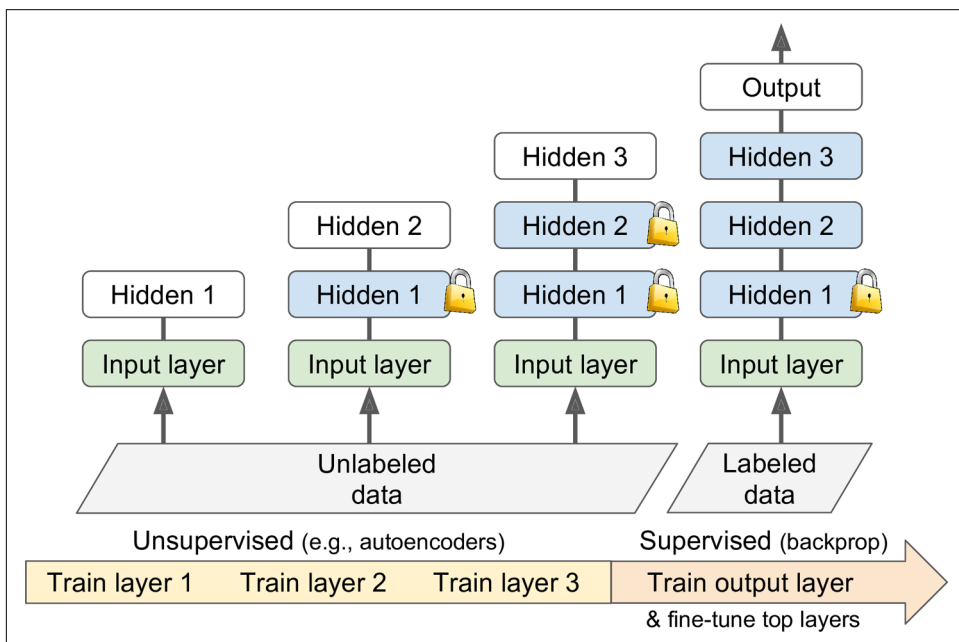 Output
Hidden 3
Hidden 3
Hidden 2
Hidden 2
Hidden 2
Hidden 1
Hidden 1
Hidden 1
Hidden 1
Input layer
Input layer
Input layer
Input layer
Unlabeled
data
Labeled
data
Unsupervised (e.g., autoencoders)
Supervised (backprop)
Train layer 1
Train layer 2
Train layer 3
Train output layer
& fine-tune top layers